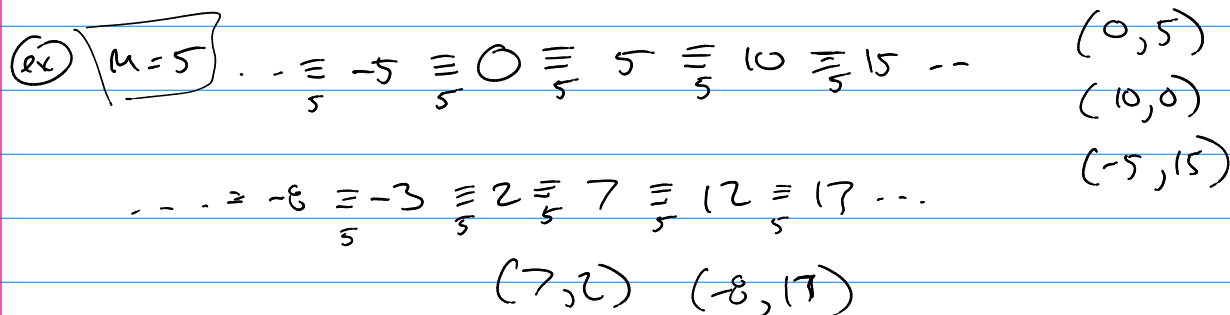 ex M=5 ... ≡₅ -5 ≡₅ 0 ≡₅ 5 ≡₅ 10 ≡₅ 15 --
(0,5)
(10,0)
(-5,15)
.... = -8 ≡₅ -3 ≡₅ 2 ≡₅ 7 ≡₅ 12 ≡₅ 17 ...
(7,2) (-8,17)